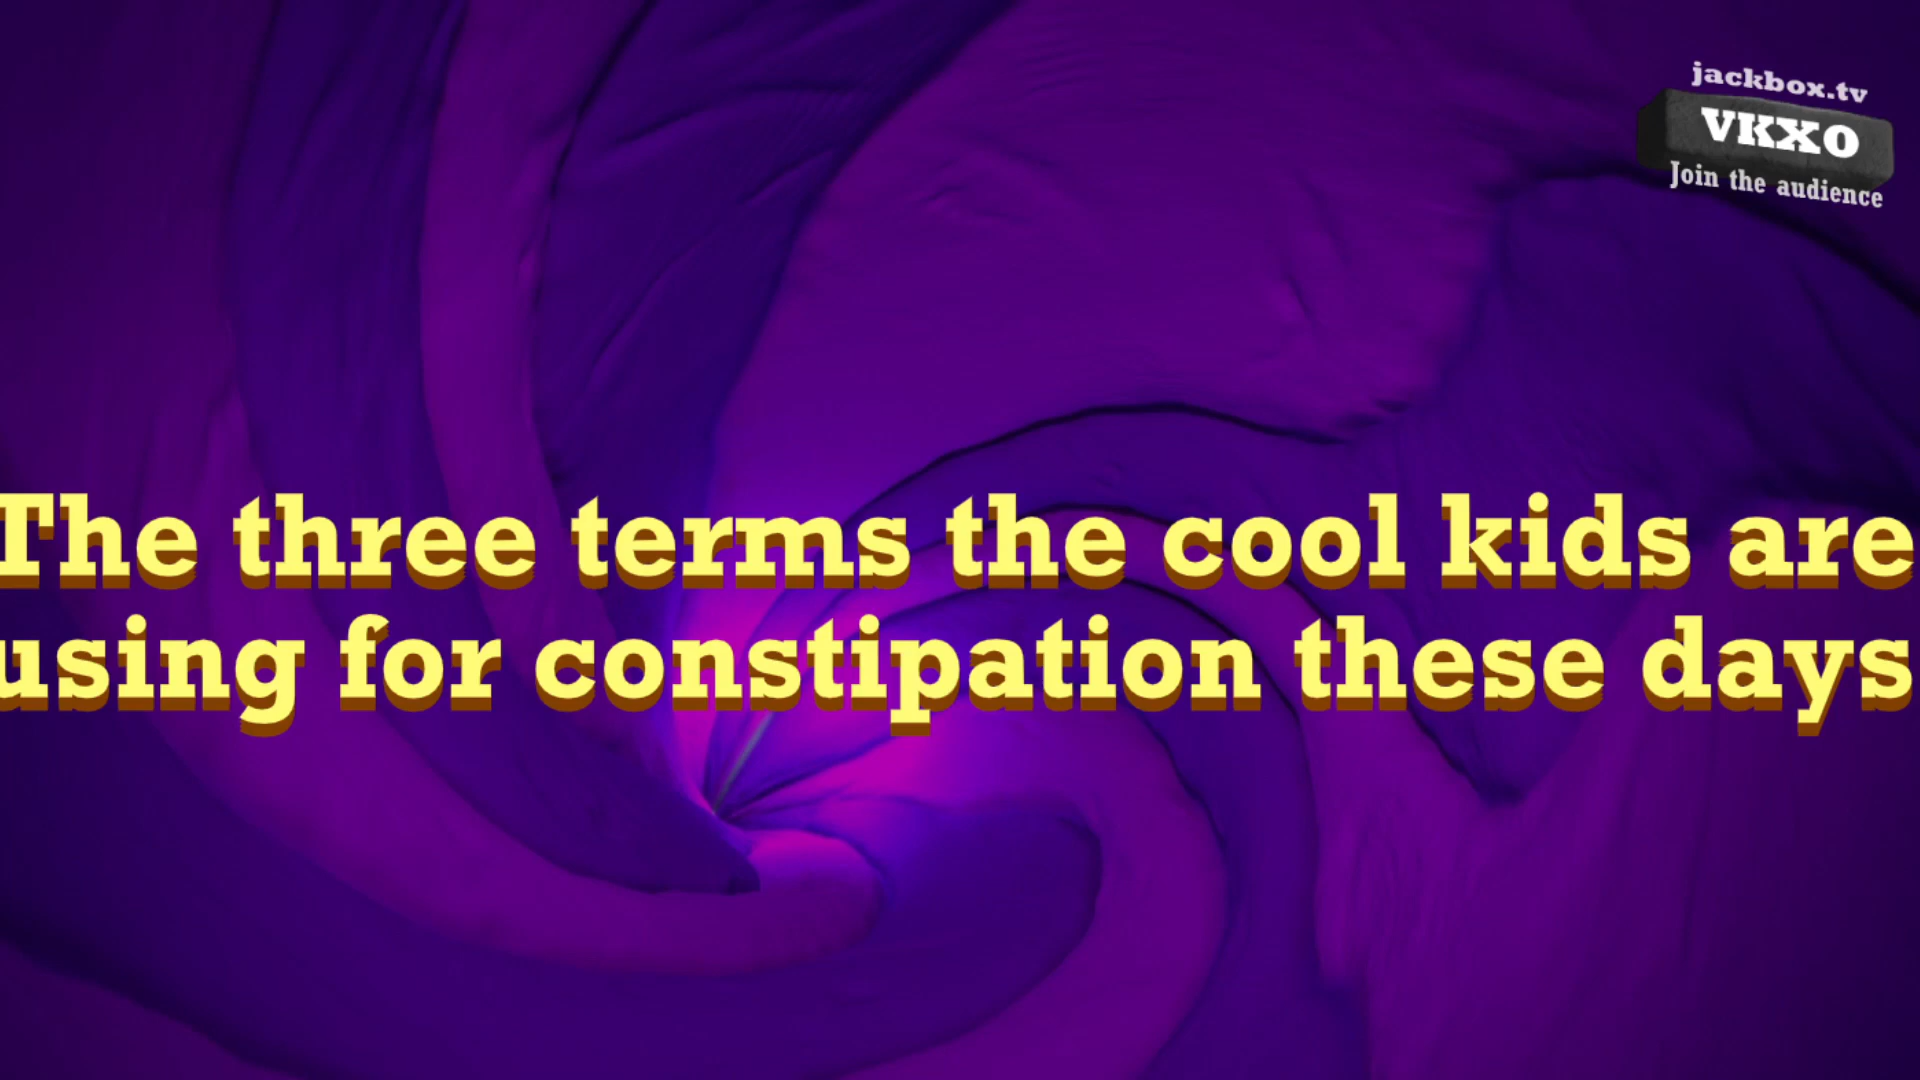 jackbox.tv
VKXO
Join the audience
The three terms the cool kids are
using for constipation these days